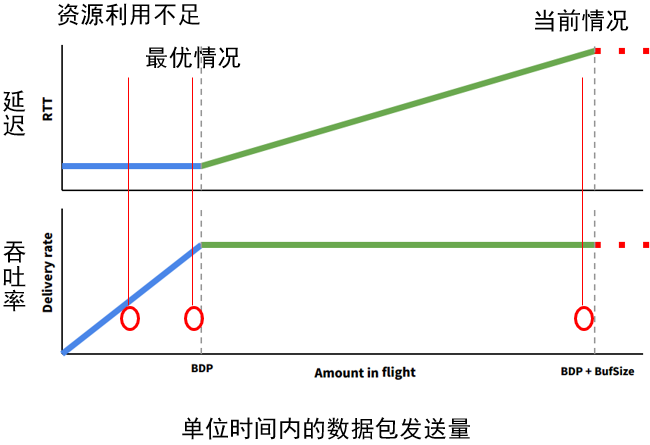 资源利用不足
当前情况
最优情况
延迟
RTT
吞吐率
Delivery rate
BDP
Amount in flight
BDP + BufSize
单位时间内的数据包发送量